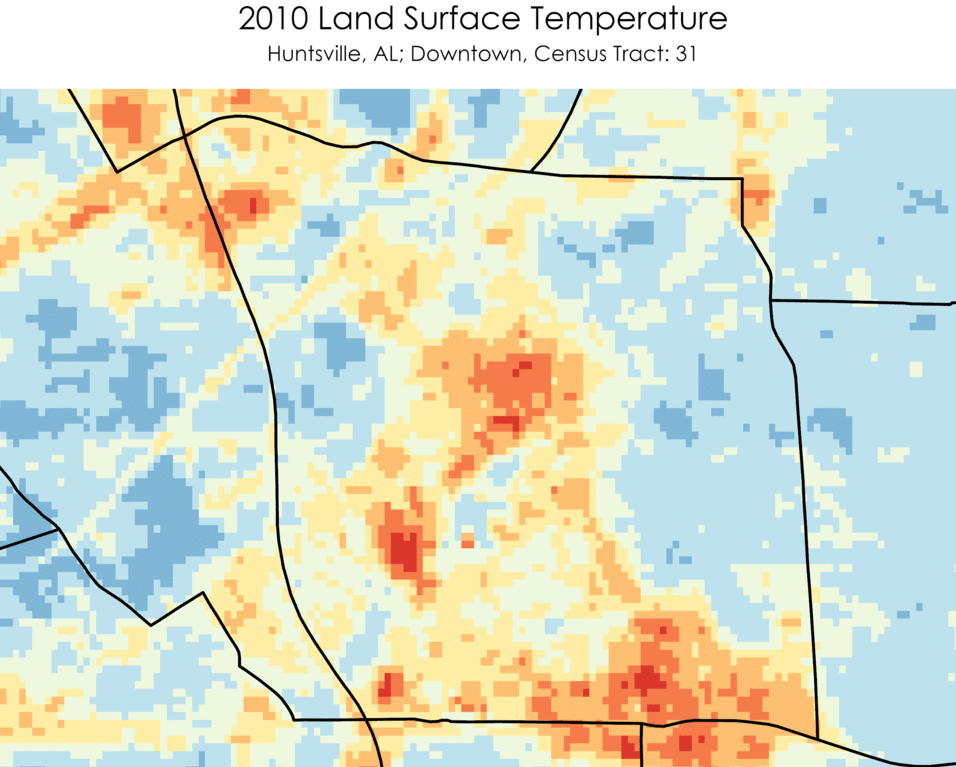 2010 Land Surface Temperature
Huntsville, AL; Downtown, Census Tract: 31